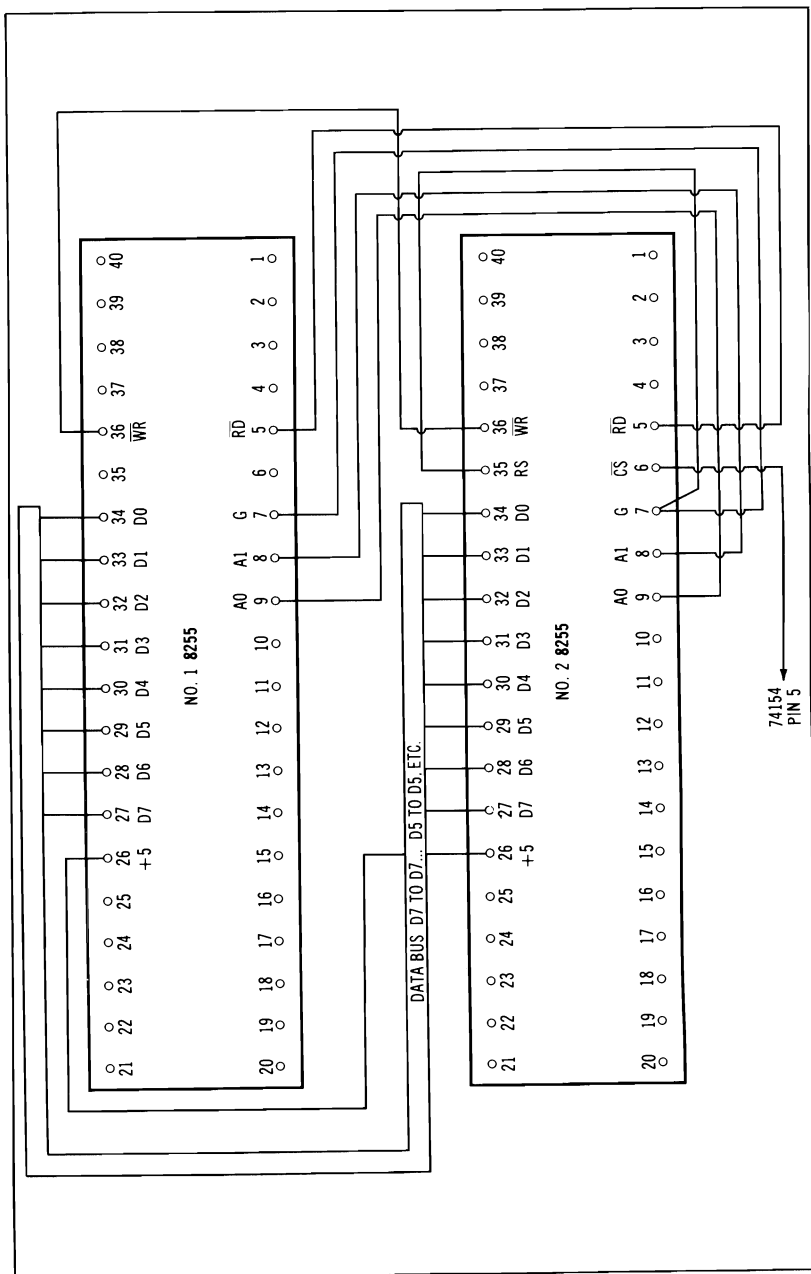 21 22 23 24 25 26 27 28 29 30 31 32 33 34 35 36 37 38 39 40
+5 D7 D6 D5 D4 D3 D2 D1 D0 W̅R̅
NO. 1 8255
A0 A1 G R̅D̅
20 19 18 17 16 15 14 13 12 11 10 9 8 7 6 5 4 3 2 1
DATA BUS D7 TO D7... D5 TO D5, ETC.
21 22 23 24 25 26 27 28 29 30 31 32 33 34 35 36 37 38 39 40
+5 D7 D6 D5 D4 D3 D2 D1 D0 RS W̅R̅
NO. 2 8255
A0 A1 G C̅S̅ R̅D̅
20 19 18 17 16 15 14 13 12 11 10 9 8 7 6 5 4 3 2 1
74154
PIN 5